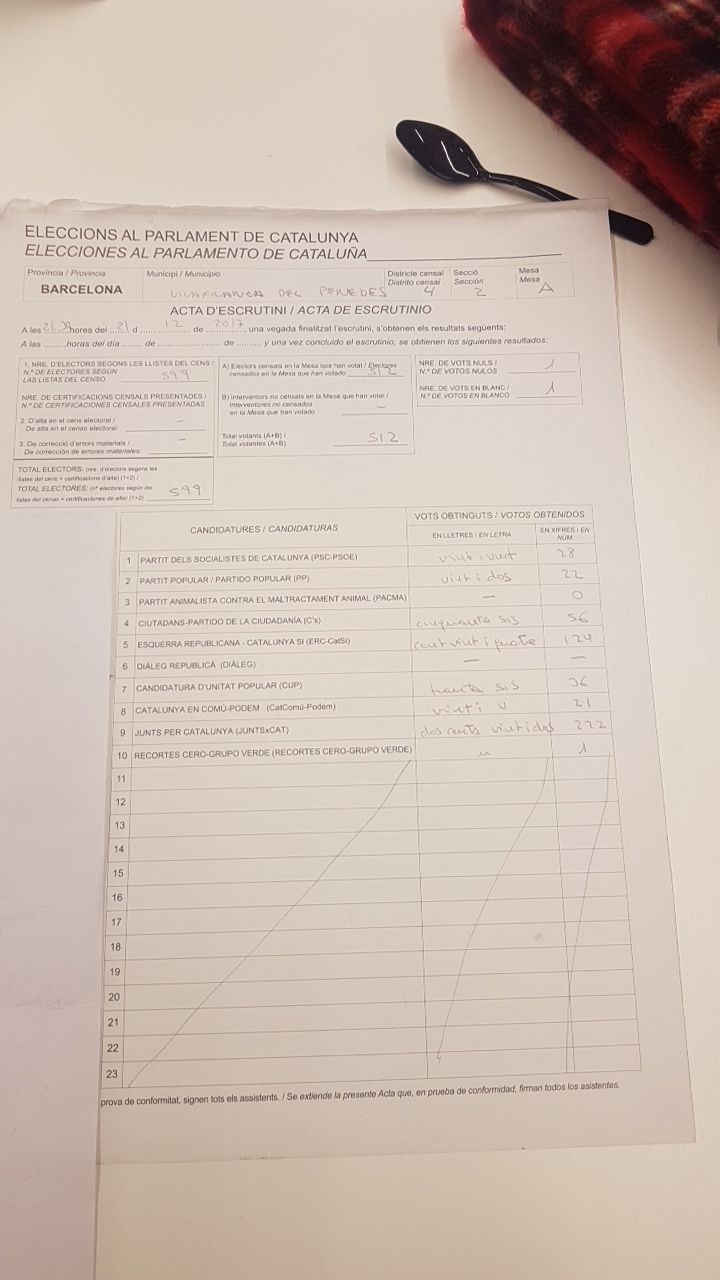 ELECCIONS AL PARLAMENT DE CATALUNYA
ELECCIONES AL PARLAMENTO DE CATALUÑA
Província / Provincia Municipi / Municipio Districte censal Secció Mesa
Distrito censal Sección Mesa
BARCELONA VILAFRANCA DEL PENEDES 4 2 A
ACTA D'ESCRUTINI / ACTA DE ESCRUTINIO
A les hores del 21 d 12 de 2017, una vegada finalitzat l'escrutini, s'obtenen els resultats següents:
A las horas del día de de , y una vez concluido el escrutinio, se obtienen los siguientes resultados:
1. NRE. D'ELECTORS SEGONS LES LLISTES DEL CENS /
N.º DE ELECTORES SEGÚN
LAS LISTAS DEL CENSO 599
NRE. DE CERTIFICACIONS CENSALS PRESENTADES /
N.º DE CERTIFICACIONES CENSALES PRESENTADAS
2. D'alta en el cens electoral /
De alta en el censo electoral: —
3. De correcció d'errors materials /
De corrección de errores materiales: —
TOTAL ELECTORS: (nre. d'electors segons les
llistes del cens + certificacions d'alta) (1+2) /
TOTAL ELECTORES: (nº electores según las
listas del censo + certificaciones de alta) (1+2) 599
A) Electors censats en la Mesa que han votat / Electores
censados en la Mesa que han votado 512
B) Interventors no censats en la Mesa que han votat /
Interventores no censados
en la Mesa que han votado —
Total votants (A+B) /
Total votantes (A+B) 512
NRE. DE VOTS NULS /
N.º DE VOTOS NULOS 1
NRE. DE VOTS EN BLANC /
N.º DE VOTOS EN BLANCO 1
CANDIDATURES / CANDIDATURAS VOTS OBTINGUTS / VOTOS OBTENIDOS
EN LLETRES / EN LETRA EN XIFRES / EN NÚM.
1 PARTIT DELS SOCIALISTES DE CATALUNYA (PSC-PSOE) vint i vuit 28
2 PARTIT POPULAR / PARTIDO POPULAR (PP) vint i dos 22
3 PARTIT ANIMALISTA CONTRA EL MALTRACTAMENT ANIMAL (PACMA) — 0
4 CIUTADANS-PARTIDO DE LA CIUDADANÍA (C's) cinquanta sis 56
5 ESQUERRA REPUBLICANA - CATALUNYA SÍ (ERC-CatSí) cent vint i quatre 124
6 DIÀLEG REPUBLICÀ (DIÀLEG) — —
7 CANDIDATURA D'UNITAT POPULAR (CUP) trenta sis 36
8 CATALUNYA EN COMÚ-PODEM (CatComú-Podem) vint i u 21
9 JUNTS PER CATALUNYA (JUNTSxCAT) dos cents vint i dos 222
10 RECORTES CERO-GRUPO VERDE (RECORTES CERO-GRUPO VERDE) u 1
11
12
13
14
15
16
17
18
19
20
21
22
23
prova de conformitat, signen tots els assistents. / Se extiende la presente Acta que, en prueba de conformidad, firman todos los asistentes.